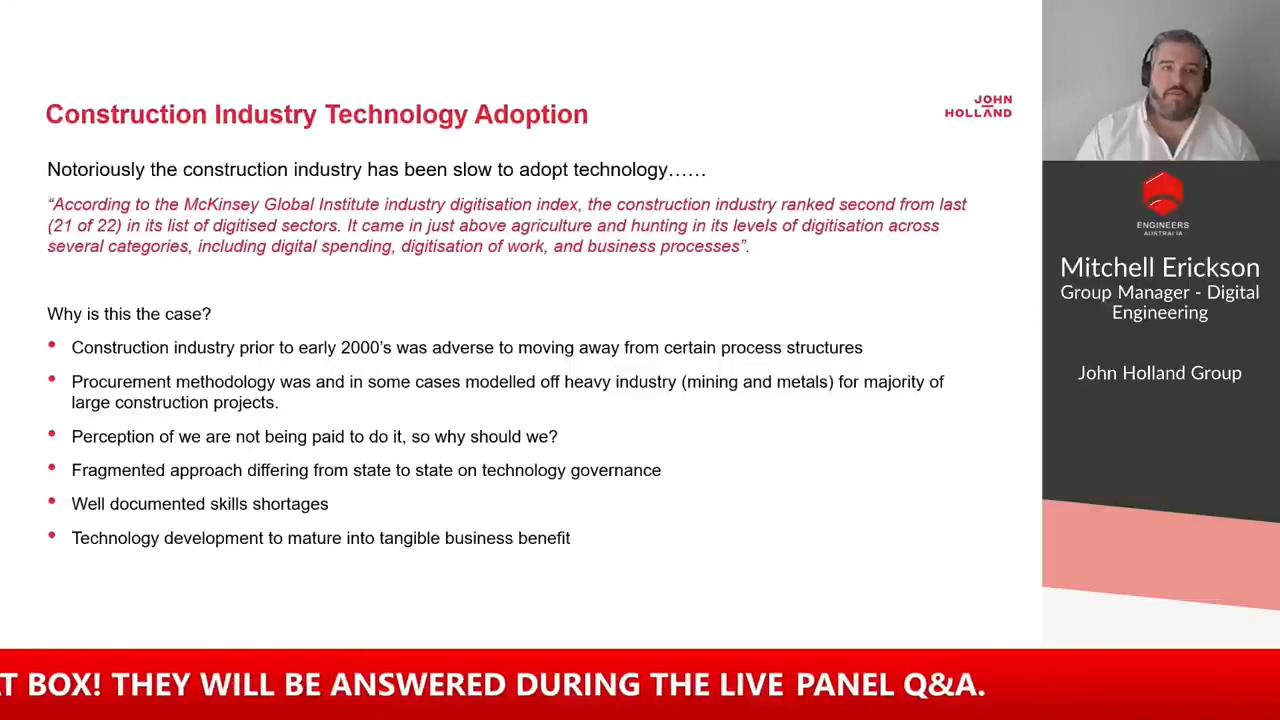 Construction Industry Technology Adoption
JOHN
HOLLAND
Notoriously the construction industry has been slow to adopt technology……
“According to the McKinsey Global Institute industry digitisation index, the construction industry ranked second from last
(21 of 22) in its list of digitised sectors. It came in just above agriculture and hunting in its levels of digitisation across
several categories, including digital spending, digitisation of work, and business processes”.
Why is this the case?
• Construction industry prior to early 2000’s was adverse to moving away from certain process structures
• Procurement methodology was and in some cases modelled off heavy industry (mining and metals) for majority of
large construction projects.
• Perception of we are not being paid to do it, so why should we?
• Fragmented approach differing from state to state on technology governance
• Well documented skills shortages
• Technology development to mature into tangible business benefit
ENGINEERS
AUSTRALIA
Mitchell Erickson
Group Manager - Digital
Engineering
John Holland Group
AT BOX! THEY WILL BE ANSWERED DURING THE LIVE PANEL Q&A.